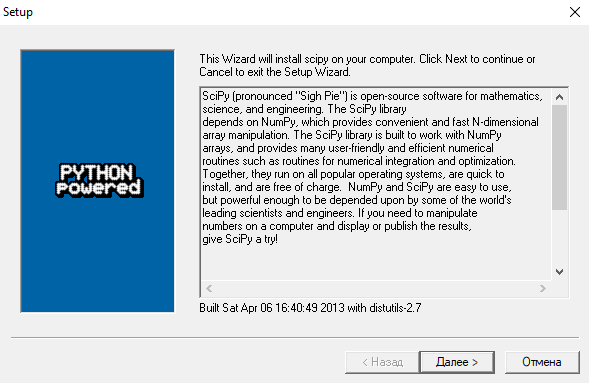 Setup
This Wizard will install scipy on your computer. Click Next to continue or
Cancel to exit the Setup Wizard.
PYTHON
powered
SciPy (pronounced "Sigh Pie") is open-source software for mathematics,
science, and engineering. The SciPy library
depends on NumPy, which provides convenient and fast N-dimensional
array manipulation. The SciPy library is built to work with NumPy
arrays, and provides many user-friendly and efficient numerical
routines such as routines for numerical integration and optimization.
Together, they run on all popular operating systems, are quick to
install, and are free of charge.  NumPy and SciPy are easy to use,
but powerful enough to be depended upon by some of the world's
leading scientists and engineers. If you need to manipulate
numbers on a computer and display or publish the results,
give SciPy a try!
Built Sat Apr 06 16:40:49 2013 with distutils-2.7
< Назад
Далее >
Отмена